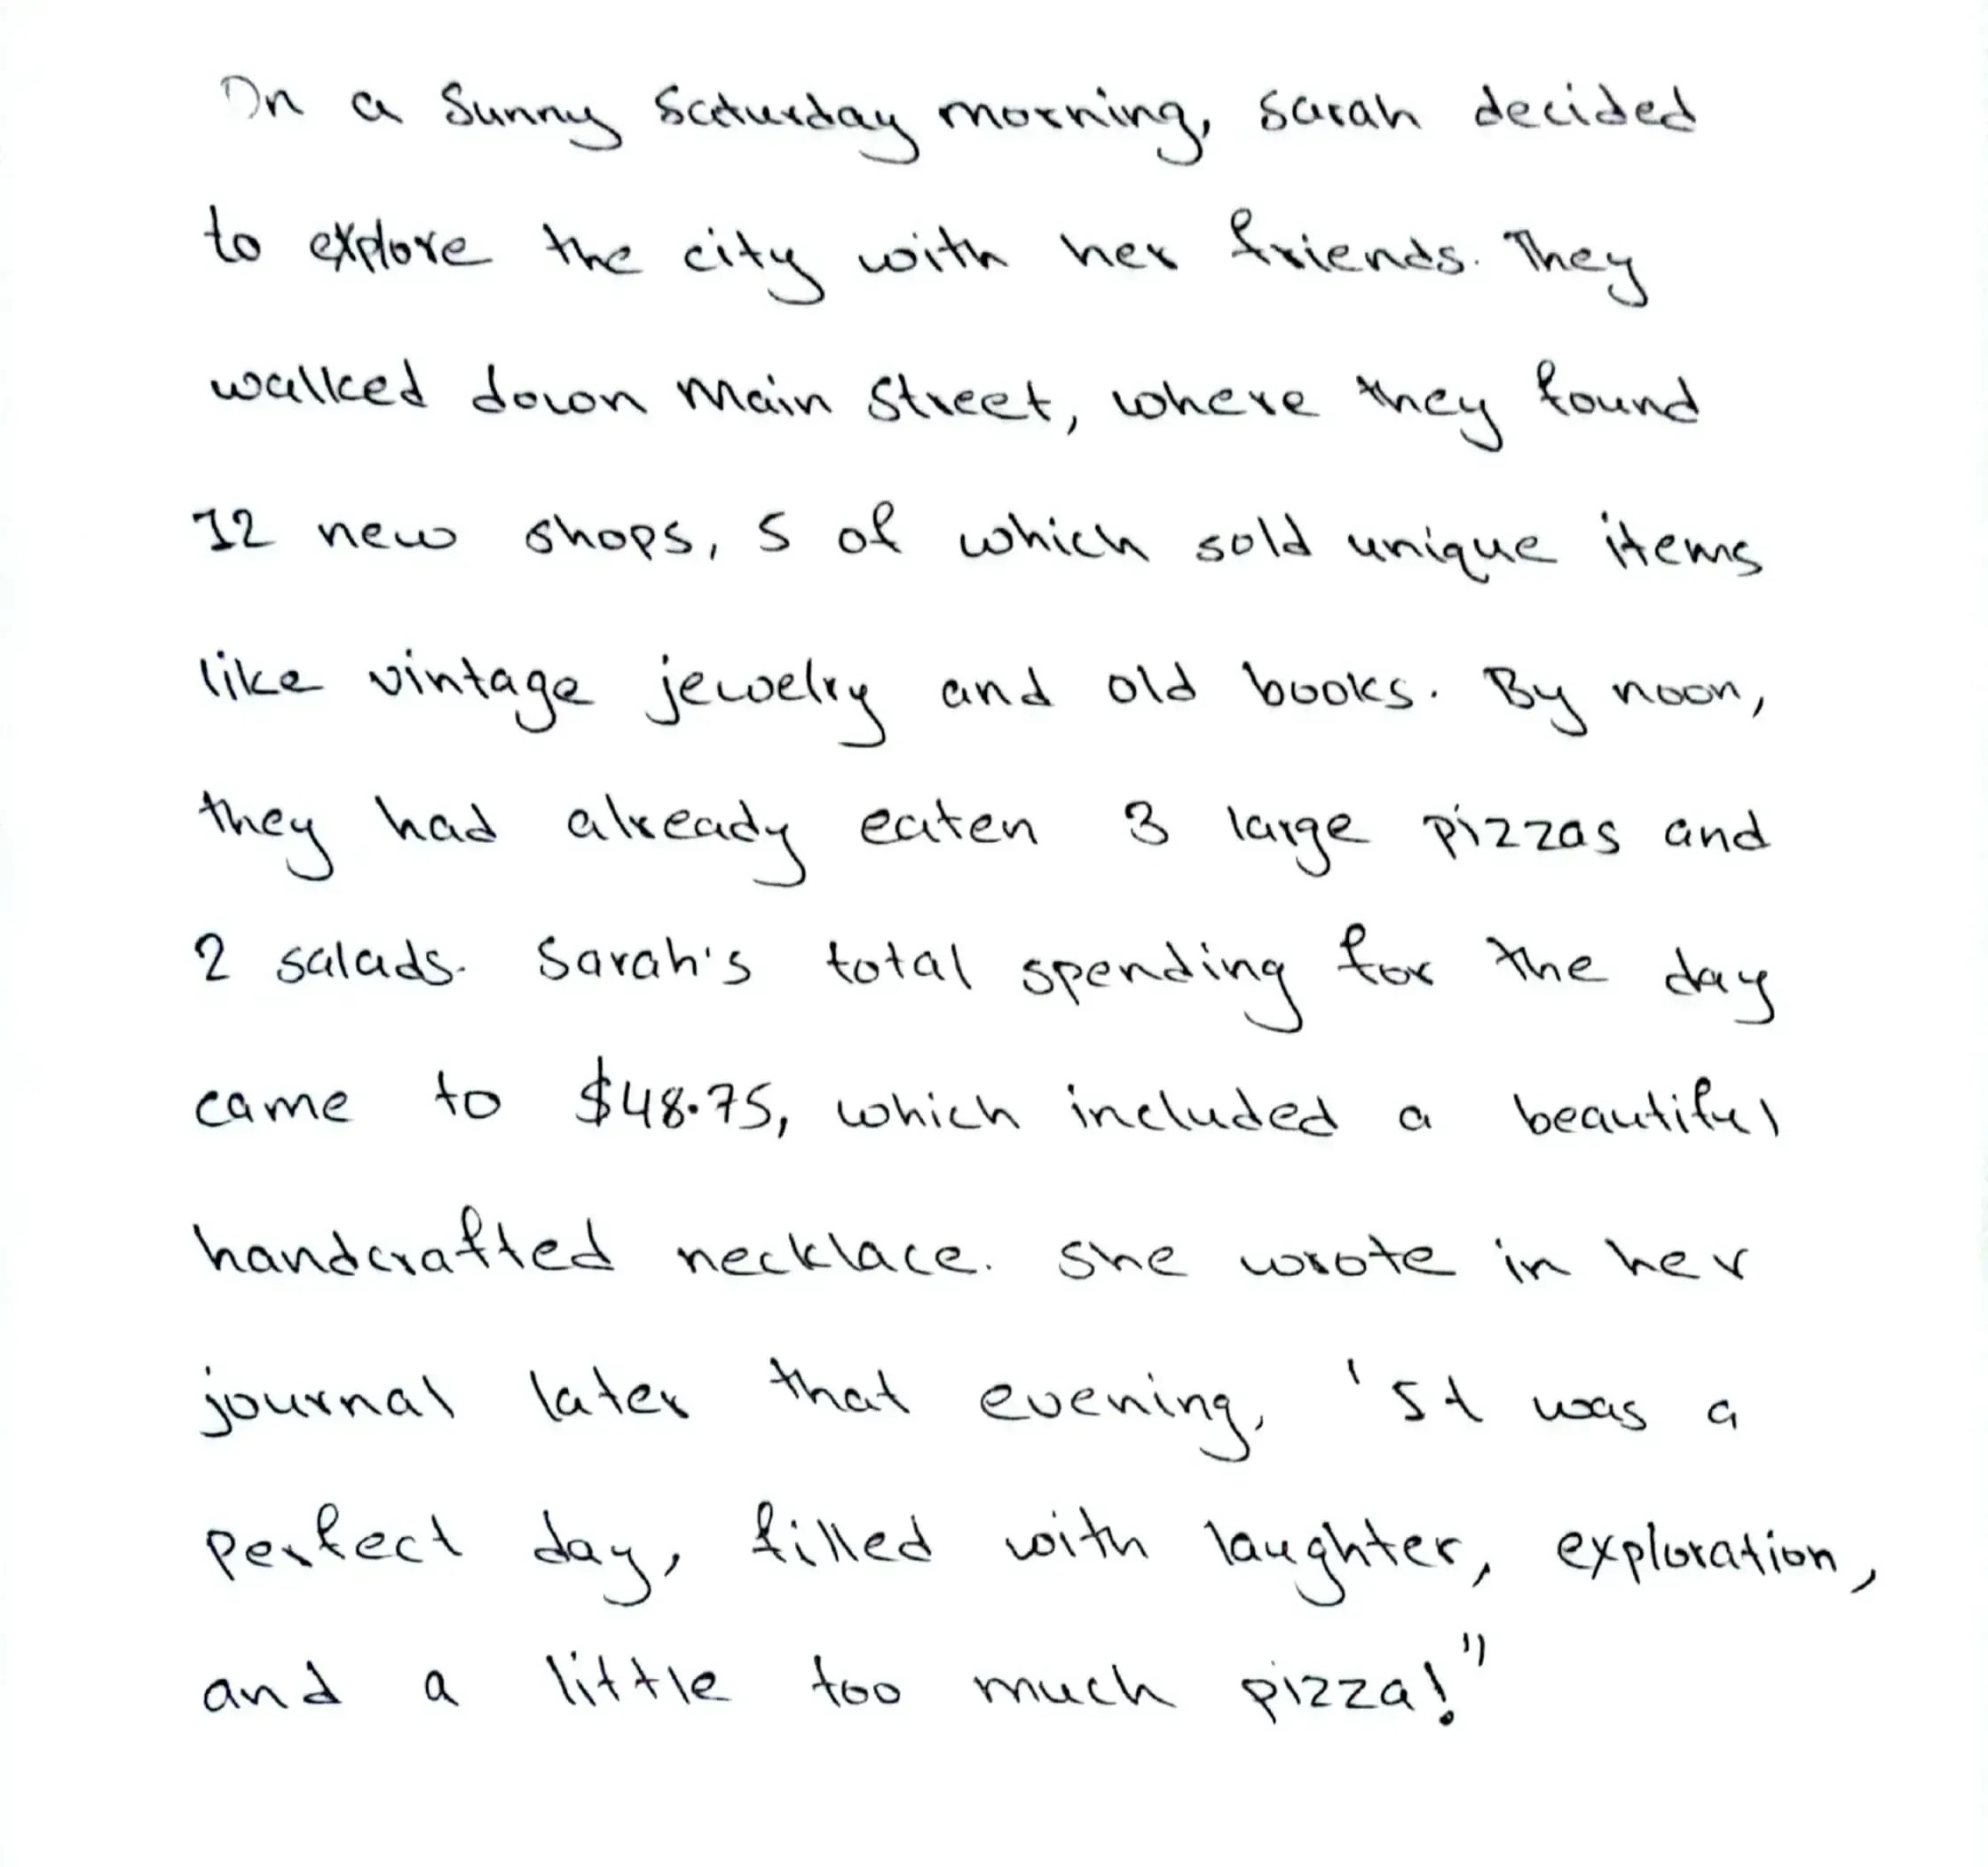 On a Sunny Saturday morning, Sarah decided
to explore the city with her friends. They
walked down Main Street, where they found
12 new shops, 5 of which sold unique items
like vintage jewelry and old books. By noon,
they had already eaten 3 large pizzas and
2 salads. Sarah's total spending for the day
came to $48.75, which included a beautiful
handcrafted necklace. She wrote in her
journal later that evening, 'It was a
perfect day, filled with laughter, exploration,
and a little too much pizza!"